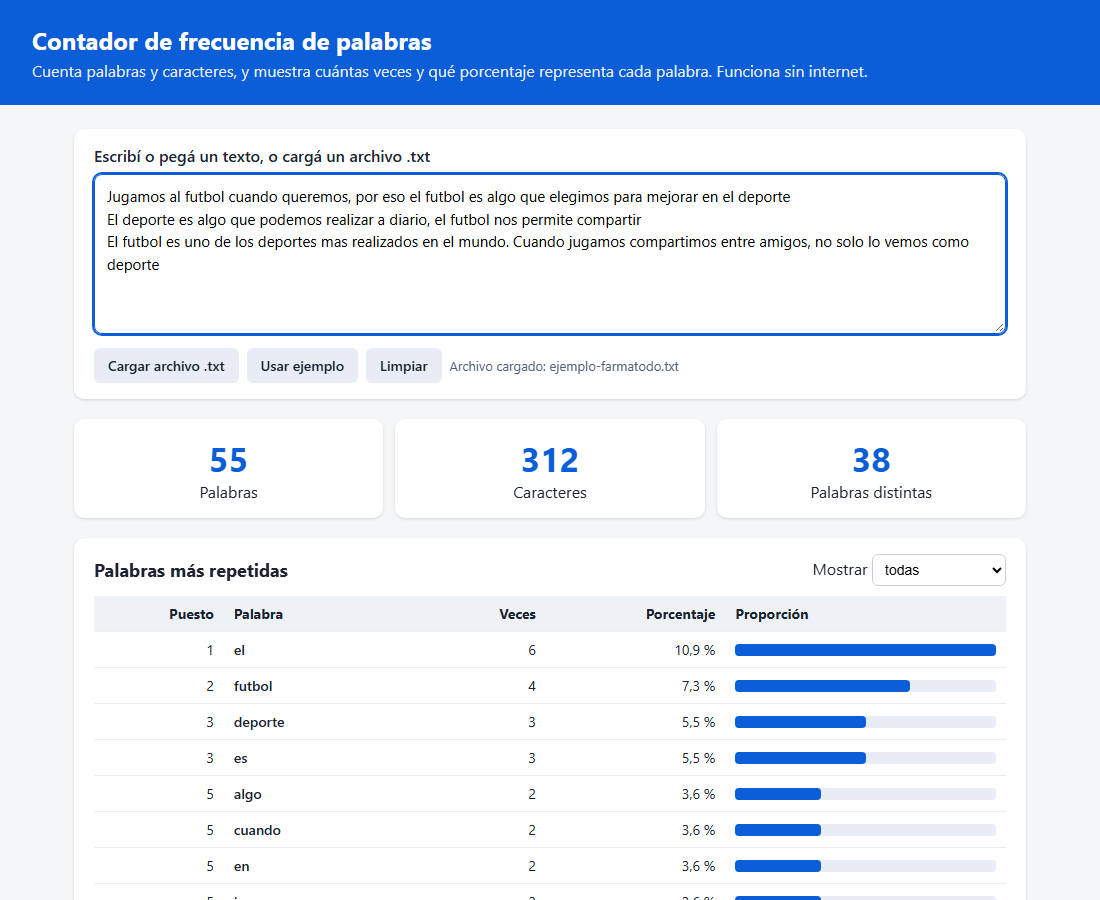 Contador de frecuencia de palabras
Cuenta palabras y caracteres, y muestra cuántas veces y qué porcentaje representa cada palabra. Funciona sin internet.
Escribí o pegá un texto, o cargá un archivo .txt
Jugamos al futbol cuando queremos, por eso el futbol es algo que elegimos para mejorar en el deporte
El deporte es algo que podemos realizar a diario, el futbol nos permite compartir
El futbol es uno de los deportes mas realizados en el mundo. Cuando jugamos compartimos entre amigos, no solo lo vemos como
deporte
Cargar archivo .txt Usar ejemplo Limpiar Archivo cargado: ejemplo-farmatodo.txt
55 312 38
Palabras Caracteres Palabras distintas
Palabras más repetidas Mostrar todas
Puesto Palabra Veces Porcentaje Proporción
1 el 6 10,9 %
2 futbol 4 7,3 %
3 deporte 3 5,5 %
3 es 3 5,5 %
5 algo 2 3,6 %
5 cuando 2 3,6 %
5 en 2 3,6 %